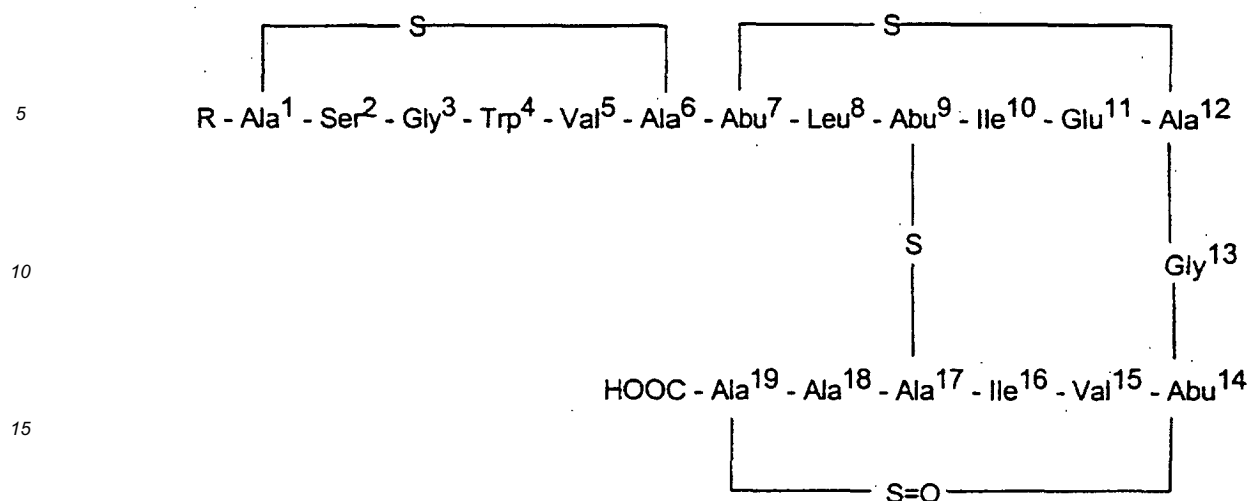 S S
5 R - Ala1 - Ser2 - Gly3 - Trp4 - Val5 - Ala6 - Abu7 - Leu8 - Abu9 - Ile10 - Glu11 - Ala12
S
10 Gly13
HOOC - Ala19 - Ala18 - Ala17 - Ile16 - Val15 - Abu14
15
S=O